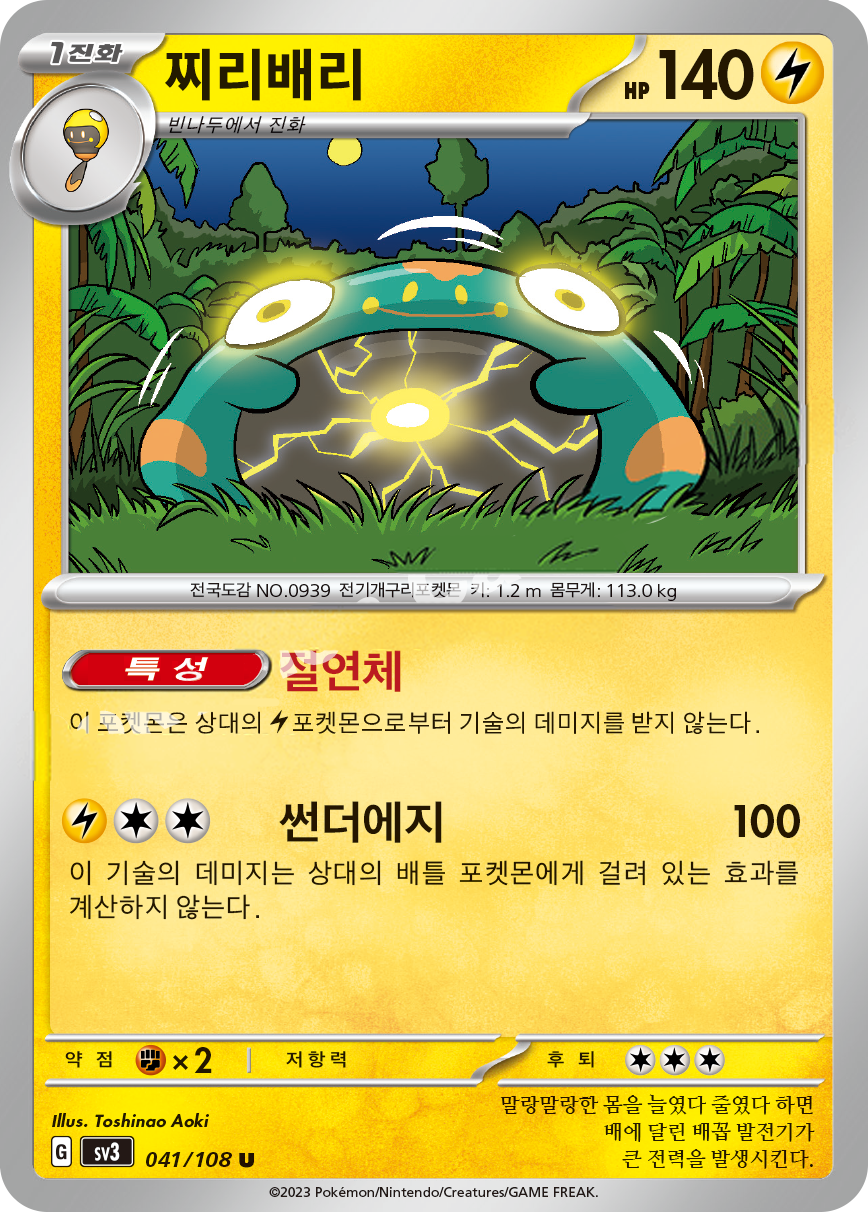 1진화
찌리배리
HP 140
빈나두에서 진화
전국도감 NO.0939 전기개구리포켓몬 키: 1.2 m 몸무게: 113.0 kg
특성 절연체
이 포켓몬은 상대의 포켓몬으로부터 기술의 데미지를 받지 않는다.
썬더에지 100
이 기술의 데미지는 상대의 배틀 포켓몬에게 걸려 있는 효과를
계산하지 않는다.
약점 ×2 저항력 후퇴
말랑말랑한 몸을 늘였다 줄였다 하면
배에 달린 배꼽 발전기가
큰 전력을 발생시킨다.
Illus. Toshinao Aoki
G sv3 041/108 U
©2023 Pokémon/Nintendo/Creatures/GAME FREAK.